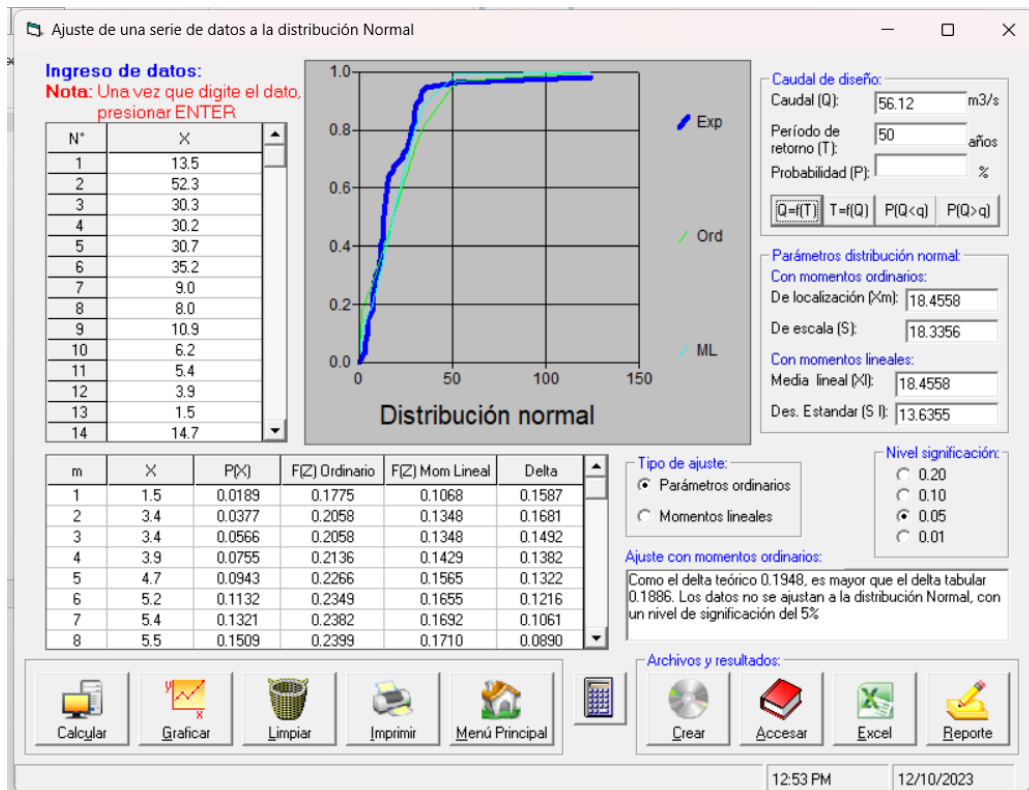 Ajuste de una serie de datos a la distribución Normal
Ingreso de datos:
Nota: Una vez que digite el dato,
presionar ENTER
N° X
1 13.5
2 52.3
3 30.3
4 30.2
5 30.7
6 35.2
7 9.0
8 8.0
9 10.9
10 6.2
11 5.4
12 3.9
13 1.5
14 14.7
1.0
0.8
0.6
0.4
0.2
0.0
0 50 100 150
Exp
Ord
ML
Distribución normal
Caudal de diseño:
Caudal (Q): 56.12 m3/s
Período de
retorno (T): 50 años
Probabilidad (P): %
Q=f(T) T=f(Q) P(Q<q) P(Q>q)
Parámetros distribución normal:
Con momentos ordinarios:
De localización (Xm): 18.4558
De escala (S): 18.3356
Con momentos lineales:
Media lineal (Xl): 18.4558
Des. Estandar (S l): 13.6355
m X P(X) F(Z) Ordinario F(Z) Mom Lineal Delta
1 1.5 0.0189 0.1775 0.1068 0.1587
2 3.4 0.0377 0.2058 0.1348 0.1681
3 3.4 0.0566 0.2058 0.1348 0.1492
4 3.9 0.0755 0.2136 0.1429 0.1382
5 4.7 0.0943 0.2266 0.1565 0.1322
6 5.2 0.1132 0.2349 0.1655 0.1216
7 5.4 0.1321 0.2382 0.1692 0.1061
8 5.5 0.1509 0.2399 0.1710 0.0890
Tipo de ajuste:
Parámetros ordinarios
Momentos lineales
Nivel significación:
0.20
0.10
0.05
0.01
Ajuste con momentos ordinarios:
Como el delta teórico 0.1948, es mayor que el delta tabular
0.1886. Los datos no se ajustan a la distribución Normal, con
un nivel de significación del 5%
Calcular Graficar Limpiar Imprimir Menú Principal
Archivos y resultados:
Crear Accesar Excel Reporte
12:53 PM 12/10/2023